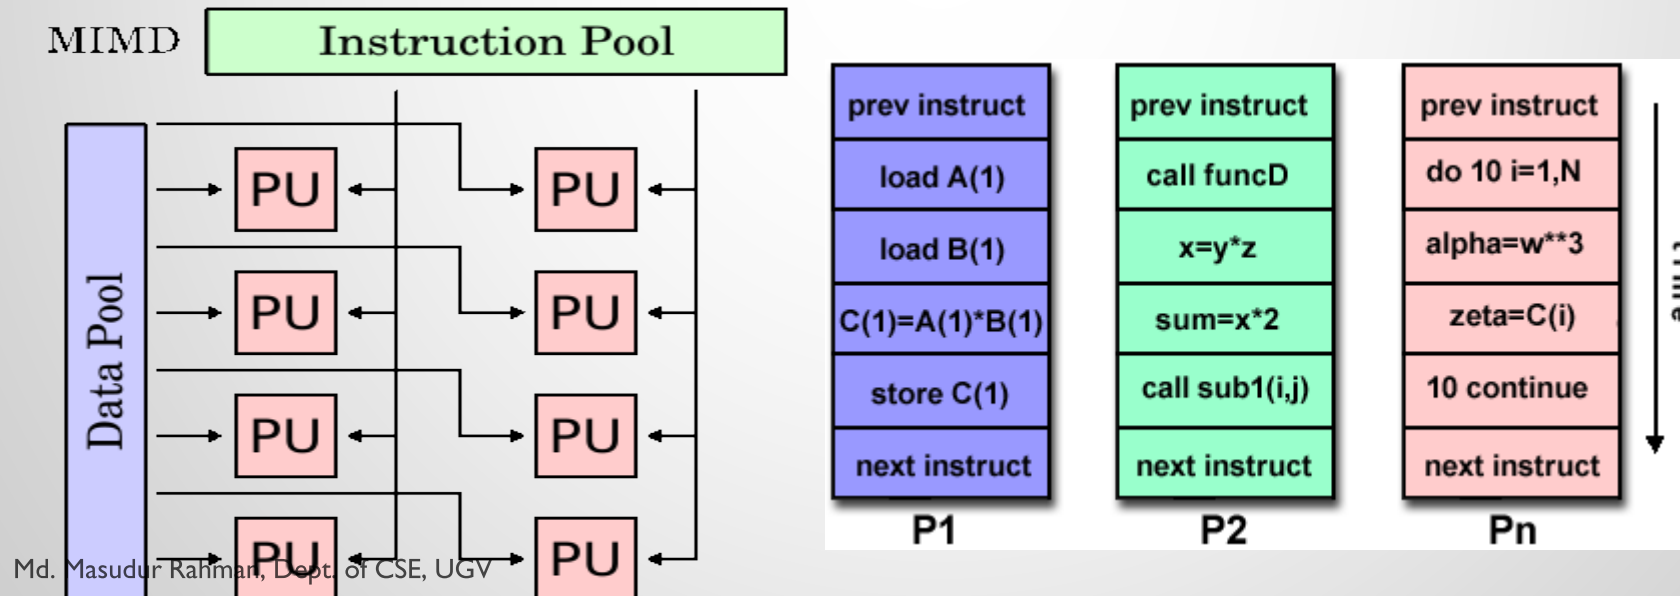 MIMD
Instruction Pool
Data Pool
PU
PU
PU
PU
PU
PU
PU
PU
prev instruct
load A(1)
load B(1)
C(1)=A(1)*B(1)
store C(1)
next instruct
P1
prev instruct
call funcD
x=y*z
sum=x*2
call sub1(i,j)
next instruct
P2
prev instruct
do 10 i=1,N
alpha=w**3
zeta=C(i)
10 continue
next instruct
Pn
Md. Masudur Rahman, Dept. of CSE, UGV